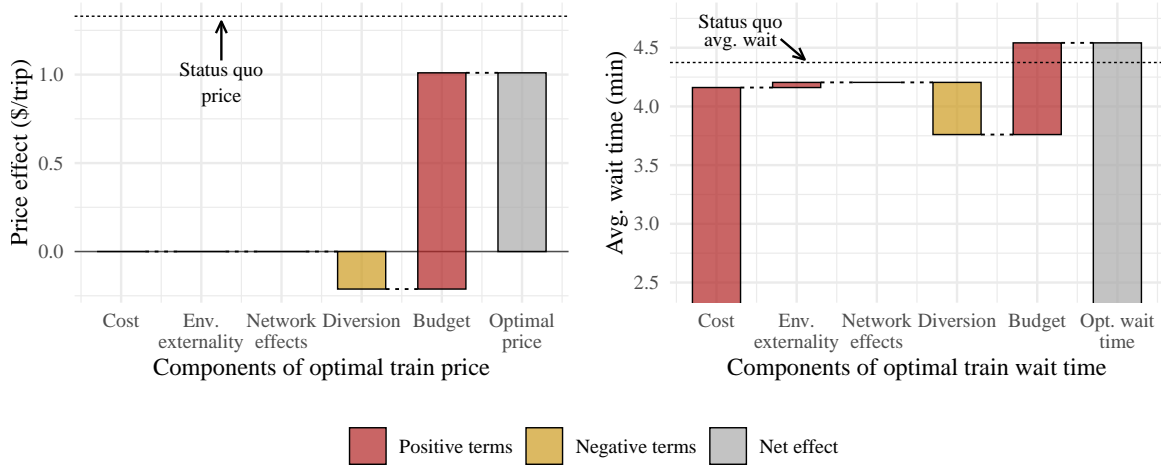 Price effect ($/trip)
1.0
0.5
0.0
Status quo
price
Cost
Env.
externality
Network
effects
Diversion
Budget
Optimal
price
Components of optimal train price
Avg. wait time (min)
4.5
4.0
3.5
3.0
2.5
Status quo
avg. wait
Cost
Env.
externality
Network
effects
Diversion
Budget
Opt. wait
time
Components of optimal train wait time
Positive terms
Negative terms
Net effect